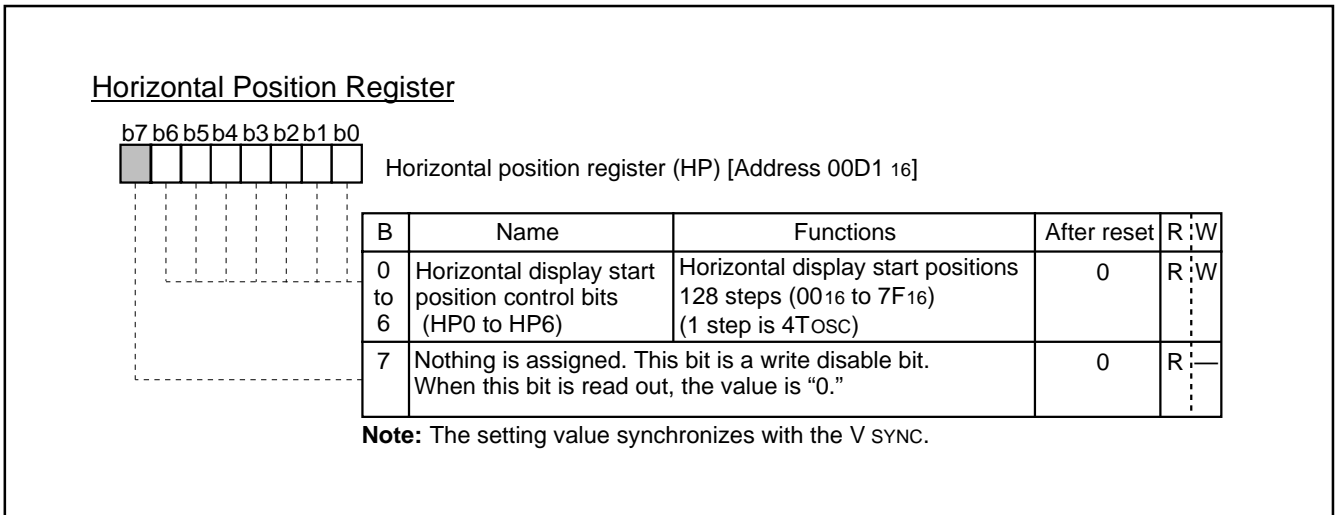 Horizontal Position Register
b7 b6 b5 b4 b3 b2 b1 b0
Horizontal position register (HP) [Address 00D1 16]
B Name Functions After reset R W
0 to 6 Horizontal display start position control bits (HP0 to HP6) Horizontal display start positions 128 steps (0016 to 7F16) (1 step is 4TOSC) 0 R W
7 Nothing is assigned. This bit is a write disable bit. When this bit is read out, the value is “0.” 0 R —
Note: The setting value synchronizes with the V SYNC.